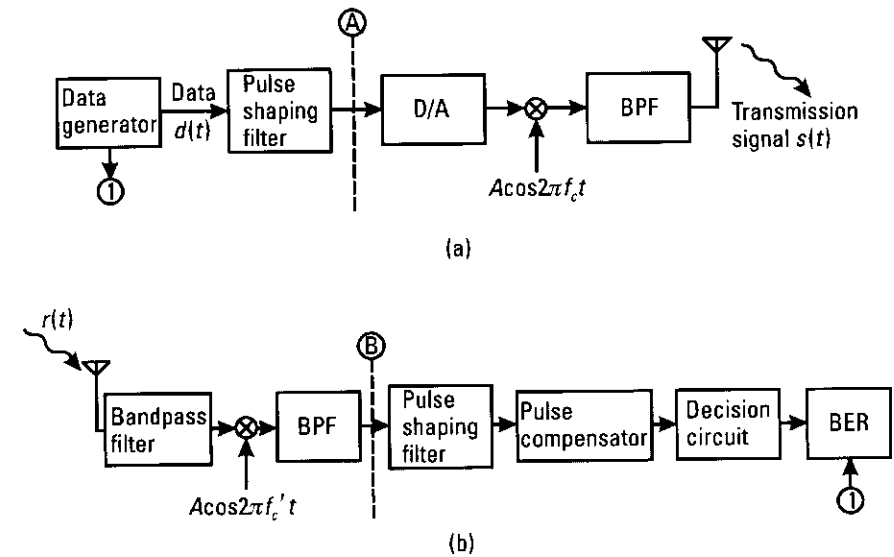 A
Data
generator
Data
d(t)
Pulse
shaping
filter
D/A
BPF
Transmission
signal s(t)
1
Acos2πf_c t
(a)
r(t)
B
Bandpass
filter
BPF
Pulse
shaping
filter
Pulse
compensator
Decision
circuit
BER
Acos2πf_c' t
1
(b)